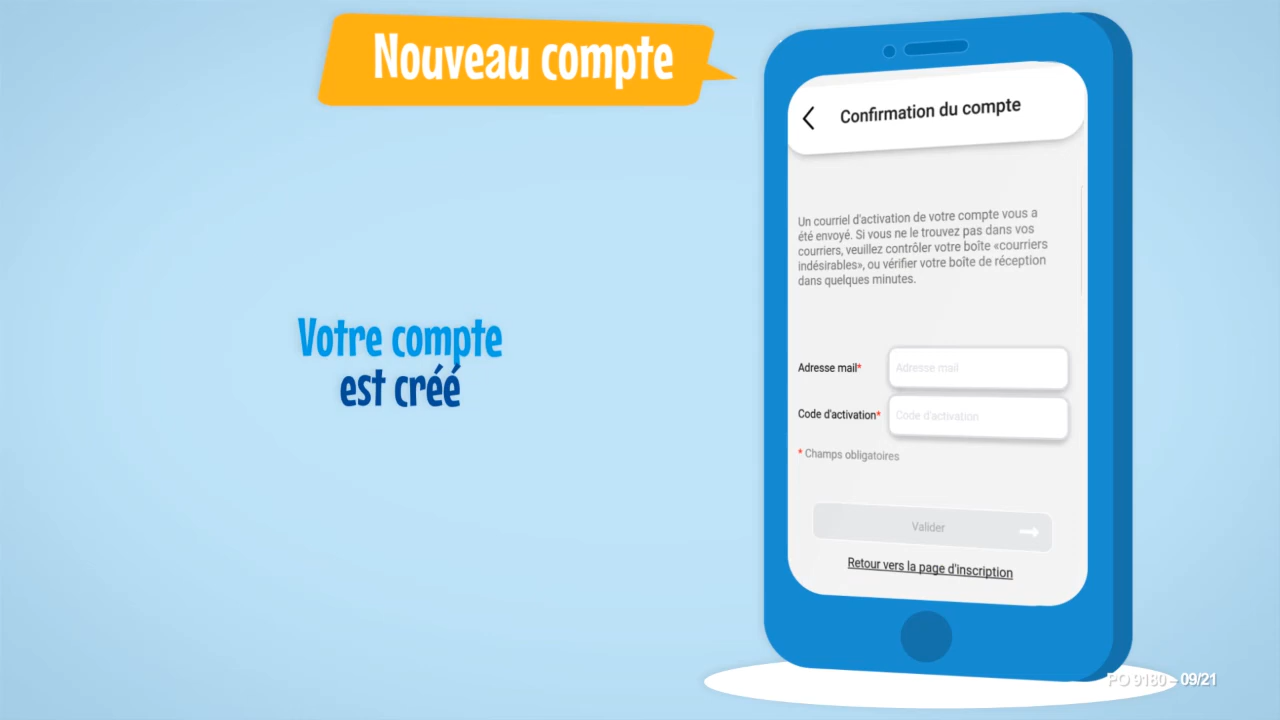 Nouveau compte
Confirmation du compte
Un courriel d'activation de votre compte vous a
été envoyé. Si vous ne le trouvez pas dans vos
courriers, veuillez contrôler votre boîte «courriers
indésirables», ou vérifier votre boîte de réception
dans quelques minutes.
Votre compte
est créé
Adresse mail* Adresse mail
Code d'activation* Code d'activation
* Champs obligatoires
Valider
Retour vers la page d'inscription
PO 9180 – 09/21